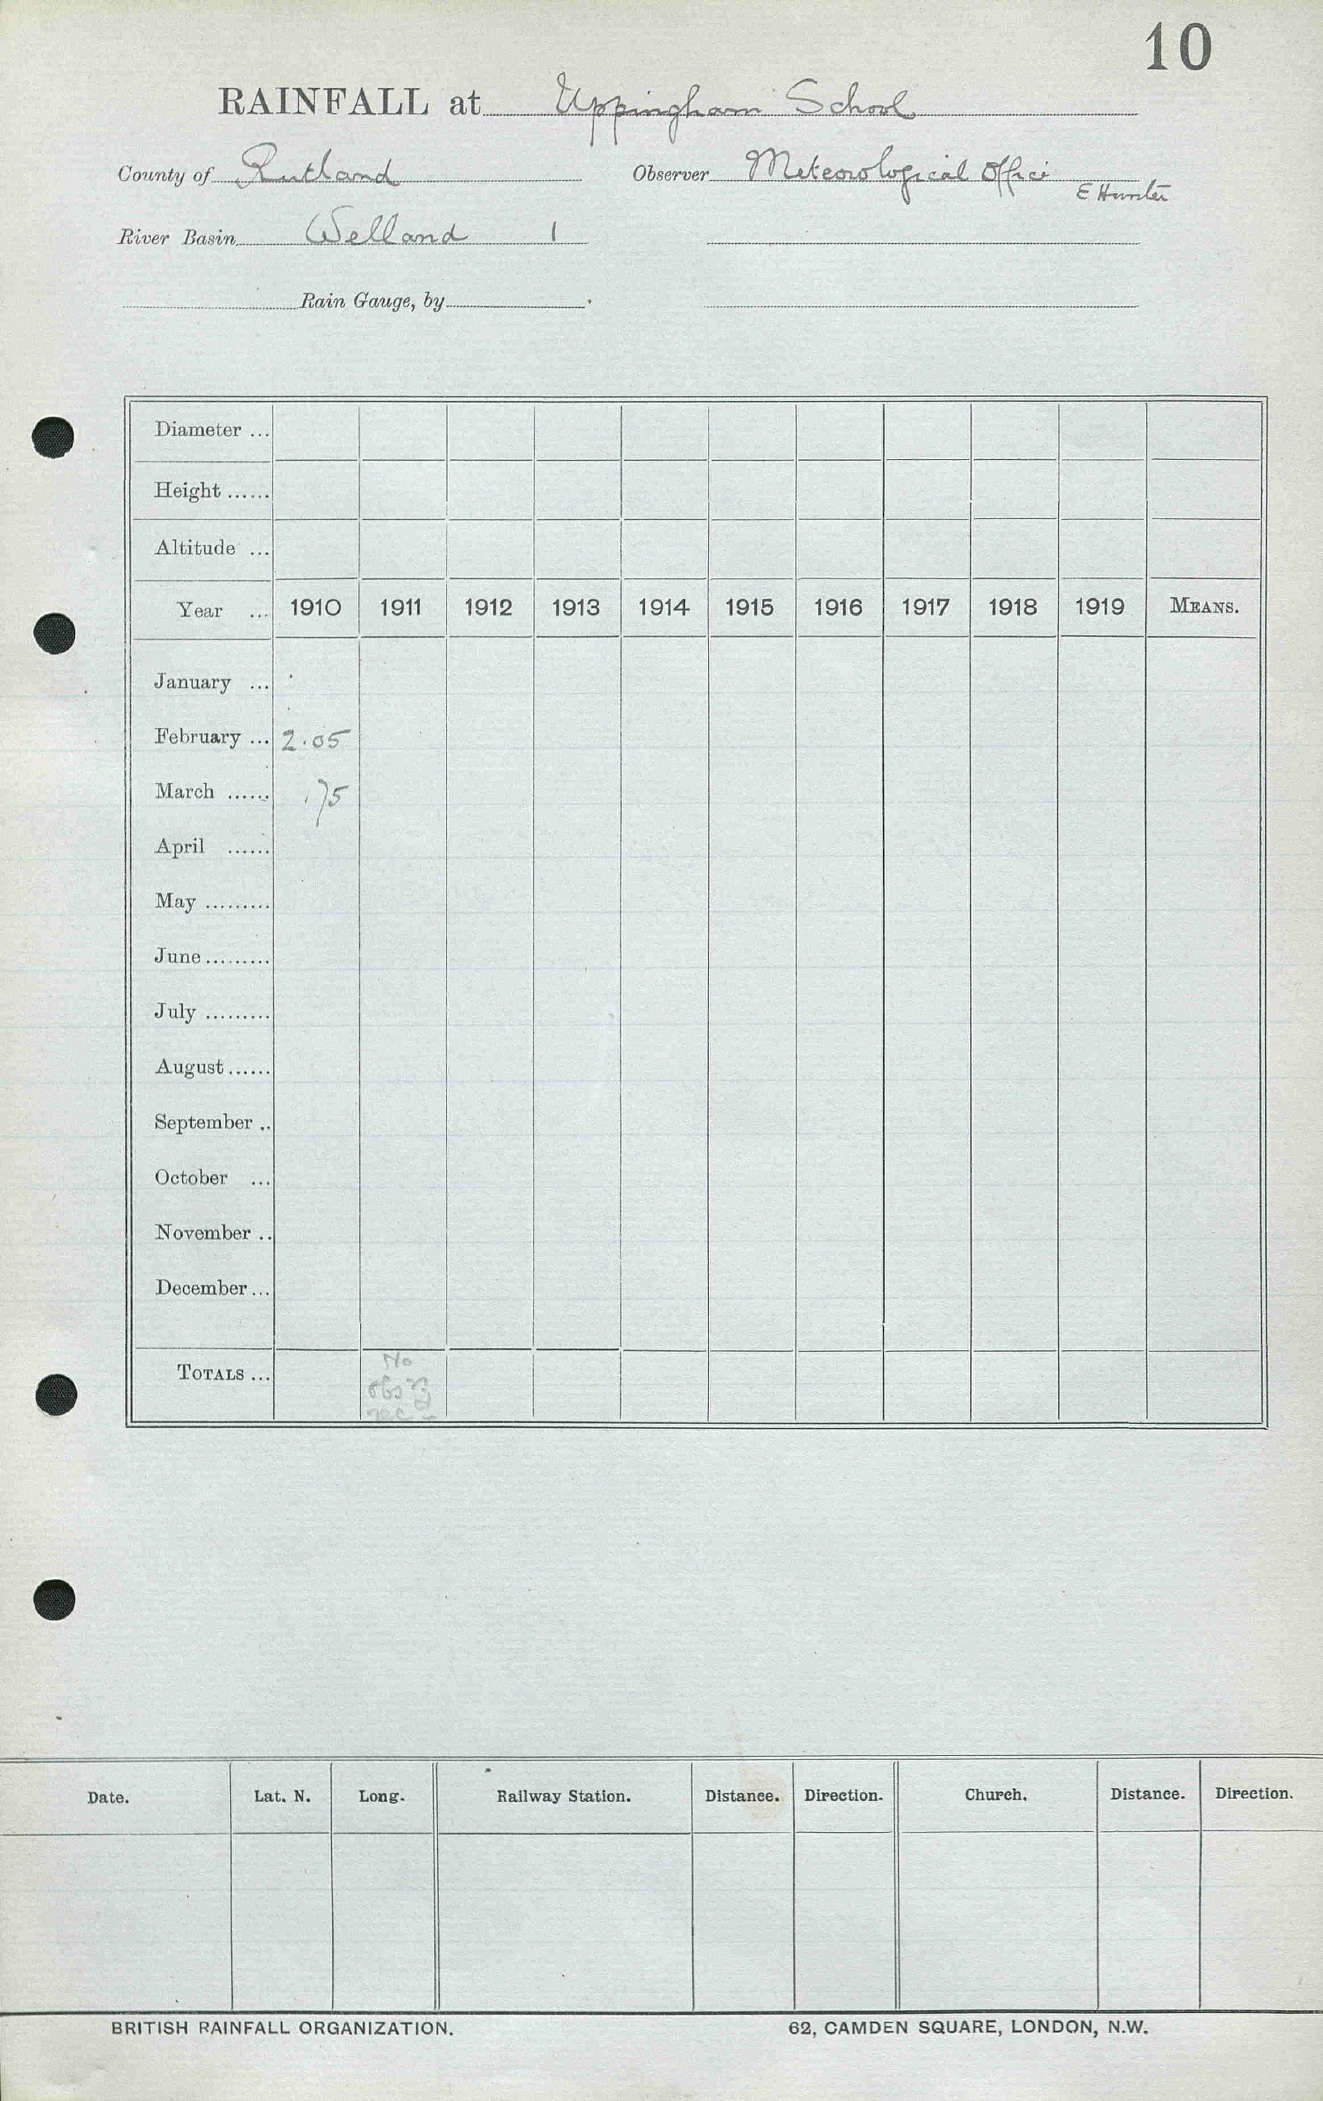 10
RAINFALL at Uppingham School
County of Rutland Observer Meteorological Office
E Hunter
River Basin Welland 1
Rain Gauge, by
Diameter ...
Height ......
Altitude ...
Year ... 1910 1911 1912 1913 1914 1915 1916 1917 1918 1919 MEANS.
January ...
February ... 2.05
March ...... .75
April ......
May .........
June .........
July .........
August ......
September ..
October ...
November ..
December ...
TOTALS ... No
obs
rec
Date. Lat. N. Long. Railway Station. Distance. Direction. Church. Distance. Direction.
BRITISH RAINFALL ORGANIZATION. 62, CAMDEN SQUARE, LONDON, N.W.